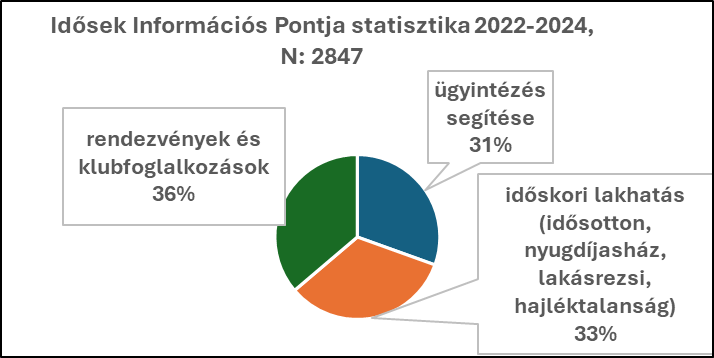 Idősek Információs Pontja statisztika 2022-2024,
N: 2847
ügyintézés
segítése
31%
rendezvények és
klubfoglalkozások
36%
időskori lakhatás
(idősotton,
nyugdíjasház,
lakásrezsi,
hajléktalanság)
33%